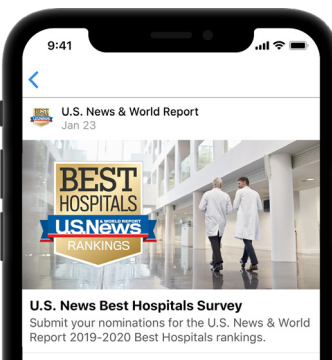 9:41
U.S. News & World Report
Jan 23
BEST
HOSPITALS
U.S.News
& WORLD REPORT
RANKINGS
U.S. News Best Hospitals Survey
Submit your nominations for the U.S. News & World
Report 2019-2020 Best Hospitals rankings.